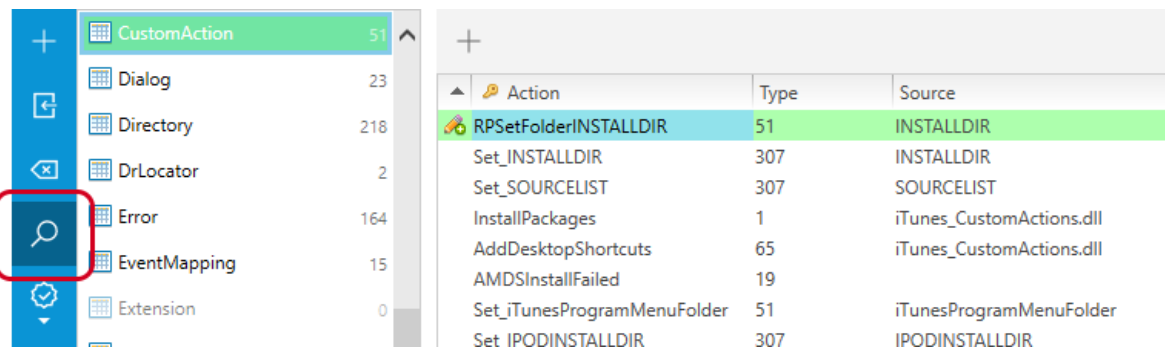 CustomAction 51
Dialog 23
Directory 218
DrLocator 2
Error 164
EventMapping 15
Extension 0
Action Type Source
RPSetFolderINSTALLDIR 51 INSTALLDIR
Set_INSTALLDIR 307 INSTALLDIR
Set_SOURCELIST 307 SOURCELIST
InstallPackages 1 iTunes_CustomActions.dll
AddDesktopShortcuts 65 iTunes_CustomActions.dll
AMDSInstallFailed 19
Set_iTunesProgramMenuFolder 51 iTunesProgramMenuFolder
Set_IPODINSTALLDIR 307 IPODINSTALLDIR